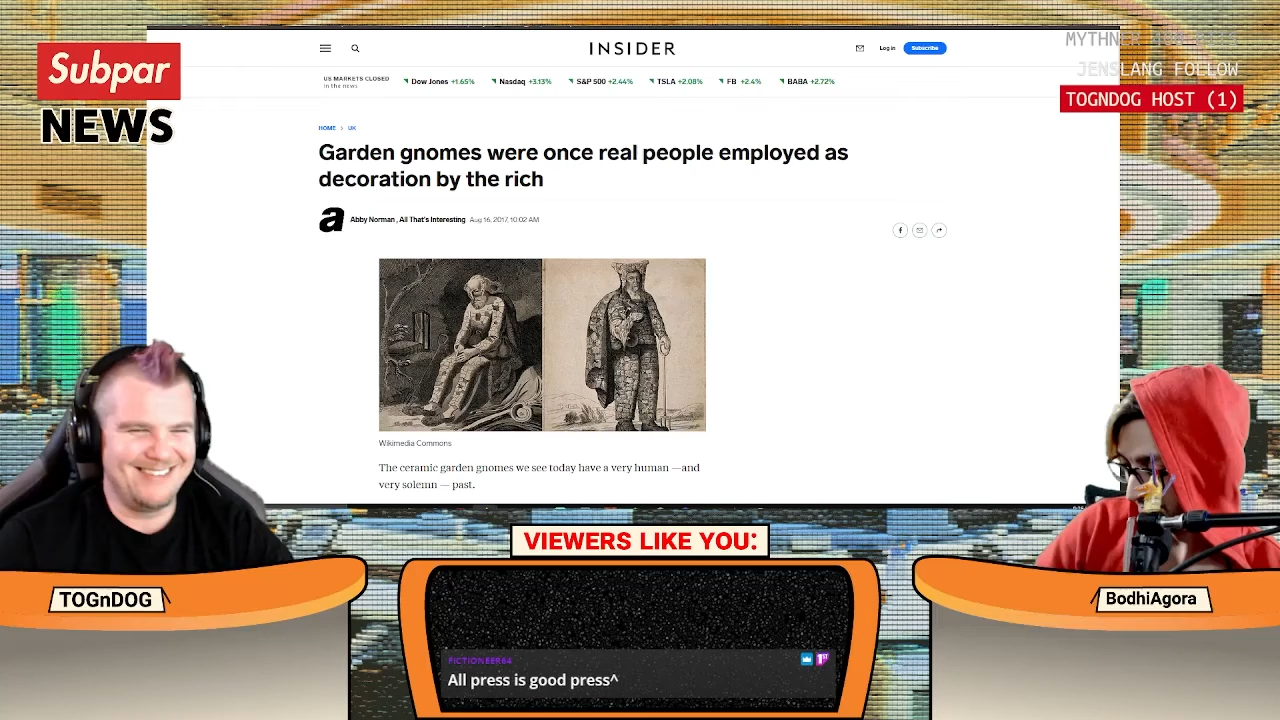 Subpar
NEWS
INSIDER
Log in
Subscribe
US MARKETS CLOSED
In the news
Dow Jones +1.65%
Nasdaq +3.13%
S&P 500 +2.44%
TSLA +2.08%
FB +2.4%
BABA +2.72%
JENSLANG FOLLOW
TOGNDOG HOST (1)
HOME > UK
Garden gnomes were once real people employed as
decoration by the rich
a
Abby Norman , All That's Interesting Aug 16, 2017, 10:02 AM
Wikimedia Commons
The ceramic garden gnomes we see today have a very human —and
very solemn — past.
VIEWERS LIKE YOU:
TOGnDOG
BodhiAgora
FICTIONEER64
All press is good press^